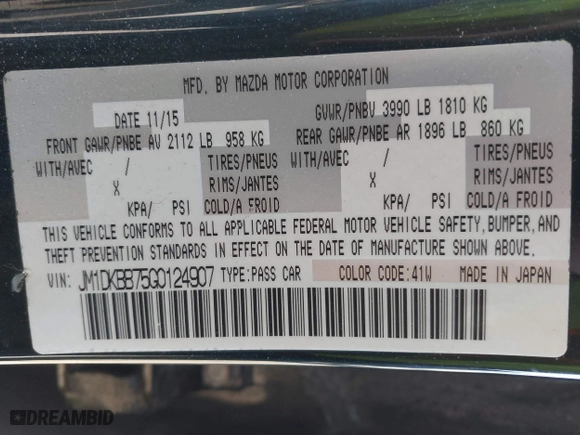 MFD. BY MAZDA MOTOR CORPORATION
DATE 11/15 GVWR/PNBV 3990 LB 1810 KG
FRONT GAWR/PNBE AV 2112 LB 958 KG REAR GAWR/PNBE AR 1896 LB 860 KG
WITH/AVEC / TIRES/PNEUS WITH/AVEC / TIRES/PNEUS
X RIMS/JANTES X RIMS/JANTES
KPA/ PSI COLD/A FROID KPA/ PSI COLD/A FROID
THIS VEHICLE CONFORMS TO ALL APPLICABLE FEDERAL MOTOR VEHICLE SAFETY,BUMPER,AND
THEFT PREVENTION STANDARDS IN EFFECT ON THE DATE OF MANUFACTURE SHOWN ABOVE.
VIN: JM1DKBB75G0124907 TYPE:PASS CAR COLOR CODE:41W MADE IN JAPAN
DREAMBID